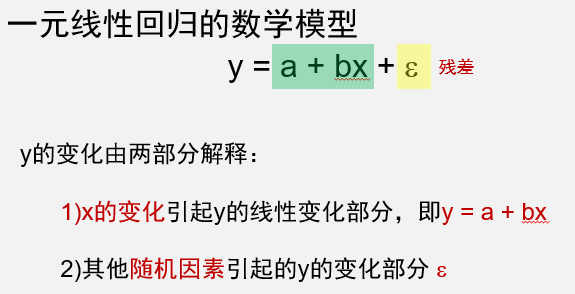 一元线性回归的数学模型
y = a + bx + ε 残差
y的变化由两部分解释：
1)x的变化引起y的线性变化部分，即y = a + bx
2)其他随机因素引起的y的变化部分 ε